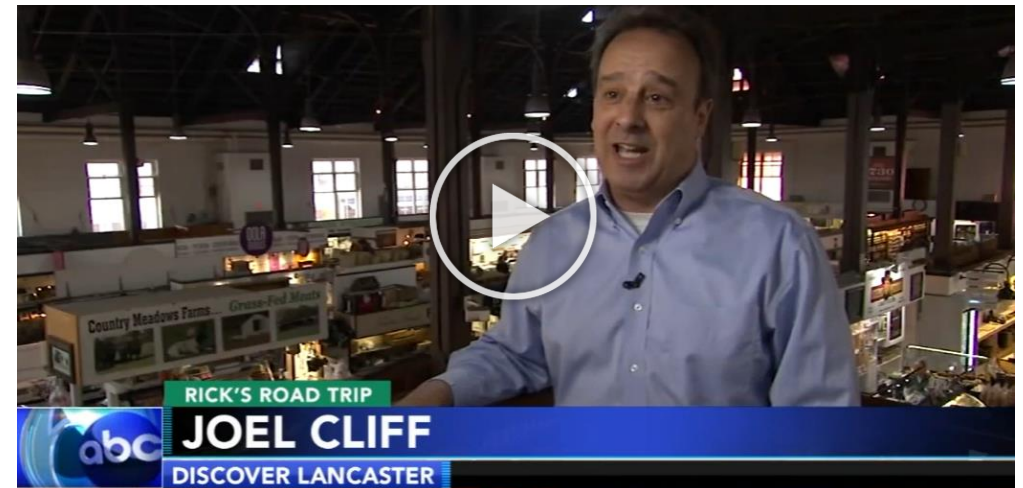 Country Meadows Farms... Grass-Fed Meats
RICK'S ROAD TRIP
abc
JOEL CLIFF
DISCOVER LANCASTER